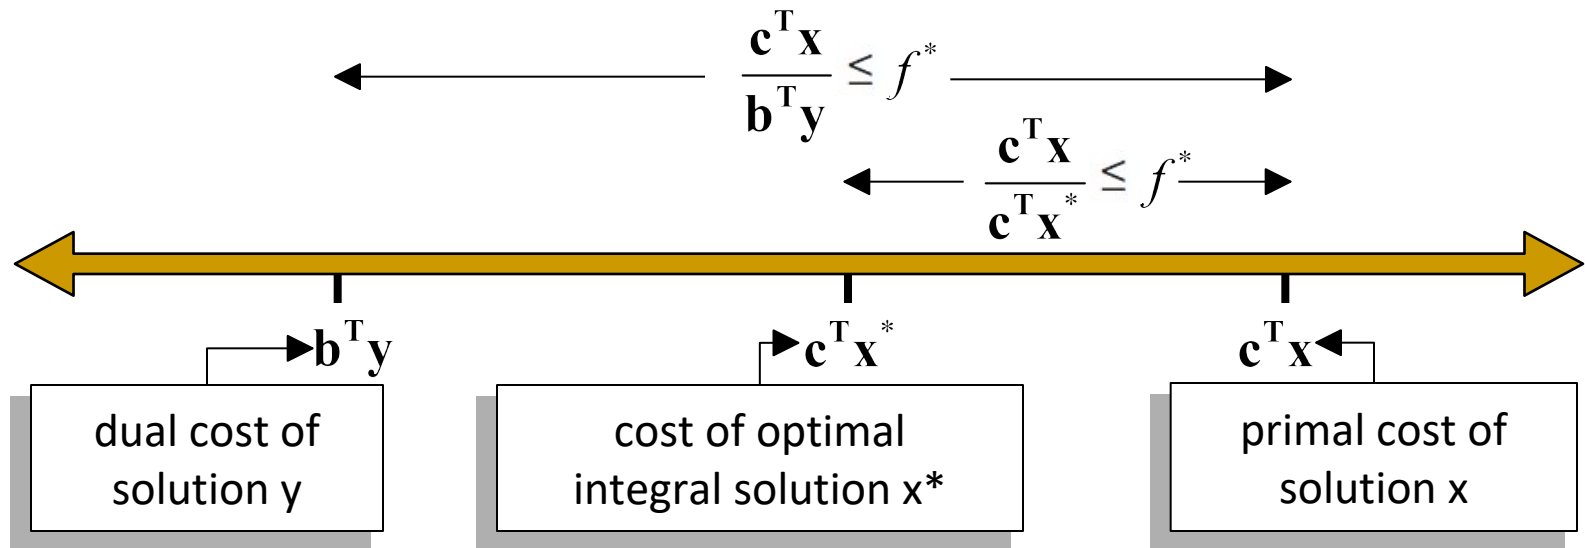 c^T x / b^T y ≤ f*
c^T x / c^T x* ≤ f*
b^T y
c^T x*
c^T x
dual cost of
solution y
cost of optimal
integral solution x*
primal cost of
solution x